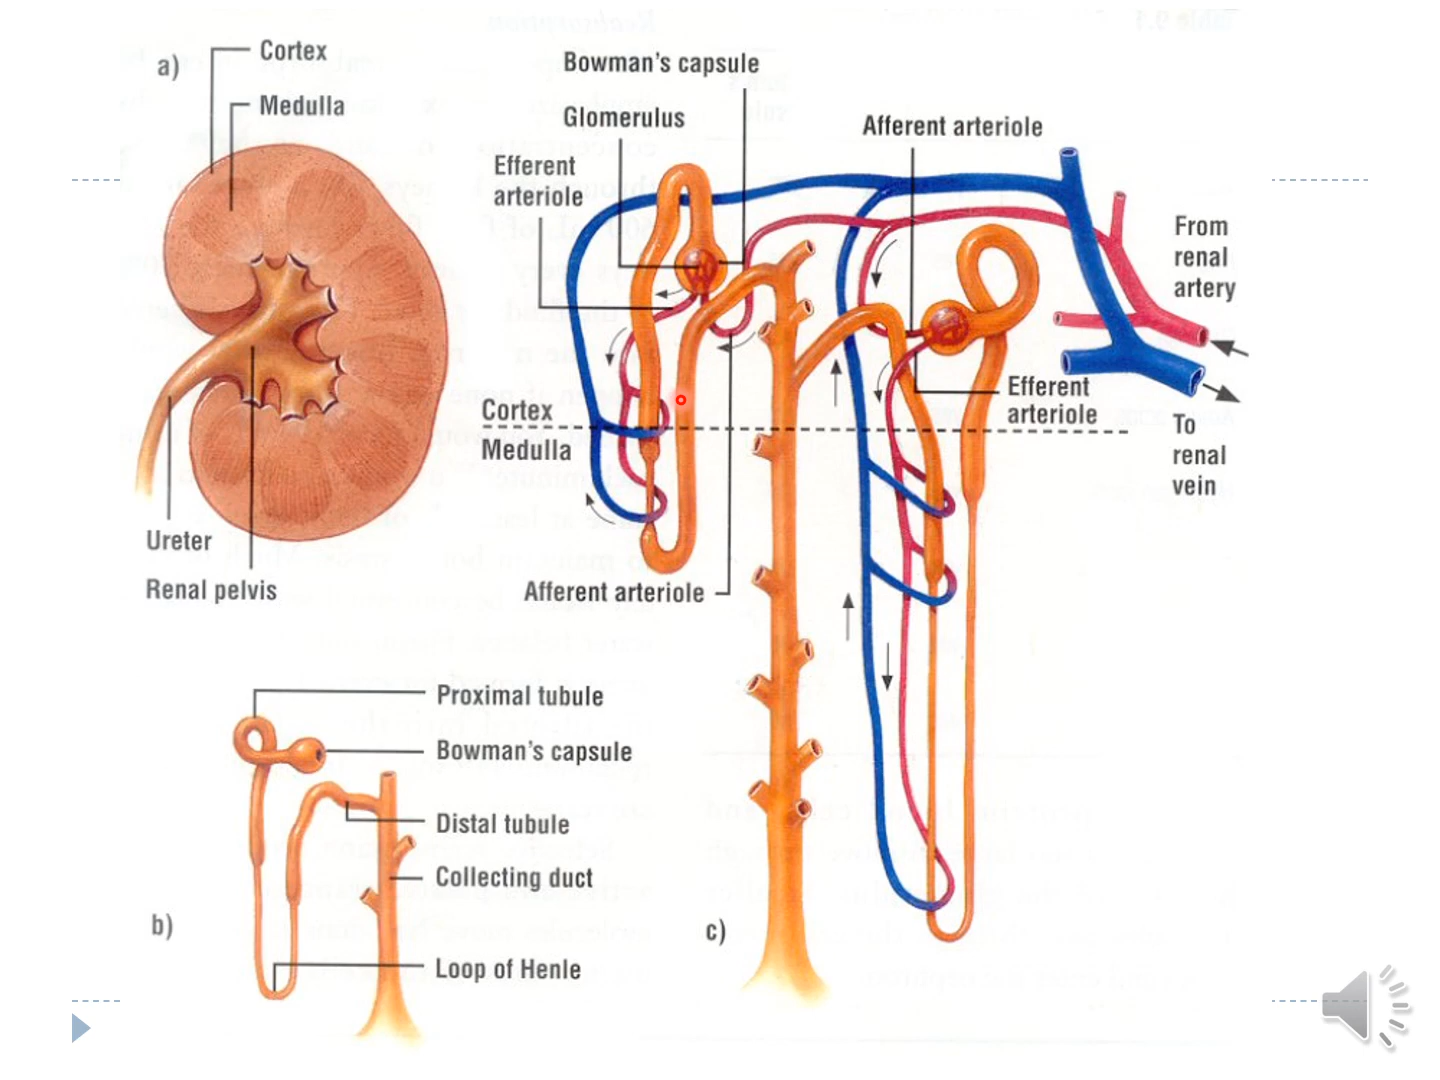 a)
Cortex
Medulla
Ureter
Renal pelvis
Bowman's capsule
Glomerulus
Efferent
arteriole
Afferent arteriole
From
renal
artery
Efferent
arteriole
To
renal
vein
Cortex
Medulla
Afferent arteriole
c)
Proximal tubule
Bowman's capsule
Distal tubule
Collecting duct
Loop of Henle
b)